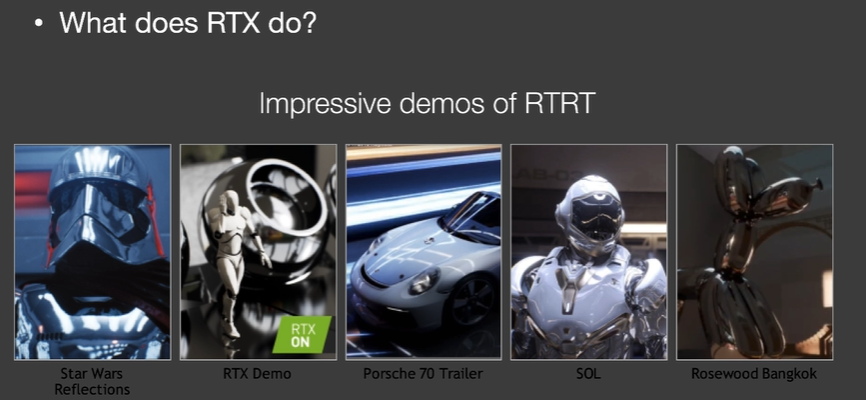 • What does RTX do?
Impressive demos of RTRT
RTX
ON
Star Wars
Reflections
RTX Demo
Porsche 70 Trailer
SOL
Rosewood Bangkok